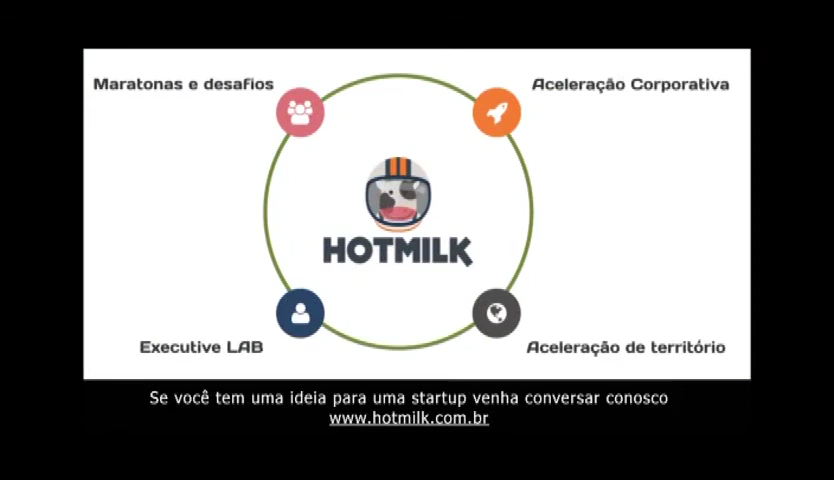 Maratonas e desafios
Aceleração Corporativa
HOTMILK
Executive LAB
Aceleração de território
Se você tem uma ideia para uma startup venha conversar conosco
www.hotmilk.com.br